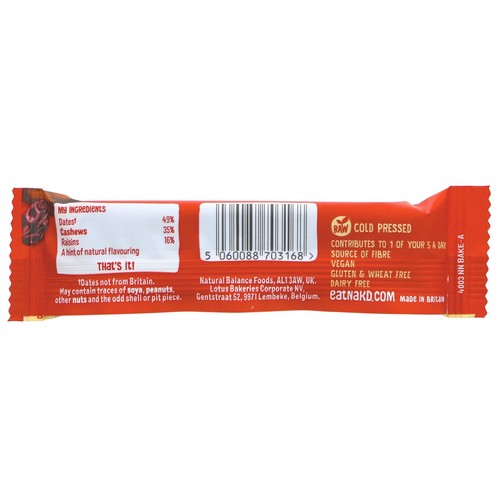 My Ingredients
Dates† 49%
Cashews 35%
Raisins 16%
A hint of natural flavouring
That's it!
†Dates not from Britain.
May contain traces of soya, peanuts,
other nuts and the odd shell or pit piece.
5 060088 703168 >
Natural Balance Foods, AL1 3AW, UK.
Lotus Bakeries Corporate NV,
Gentstraat 52, 9971 Lembeke, Belgium.
RAW COLD PRESSED
CONTRIBUTES TO 1 OF YOUR 5 A DAY
SOURCE OF FIBRE
VEGAN
GLUTEN & WHEAT FREE
DAIRY FREE
eatNAKD.COM MADE IN BRITAIN
4003 NN BAKE-A